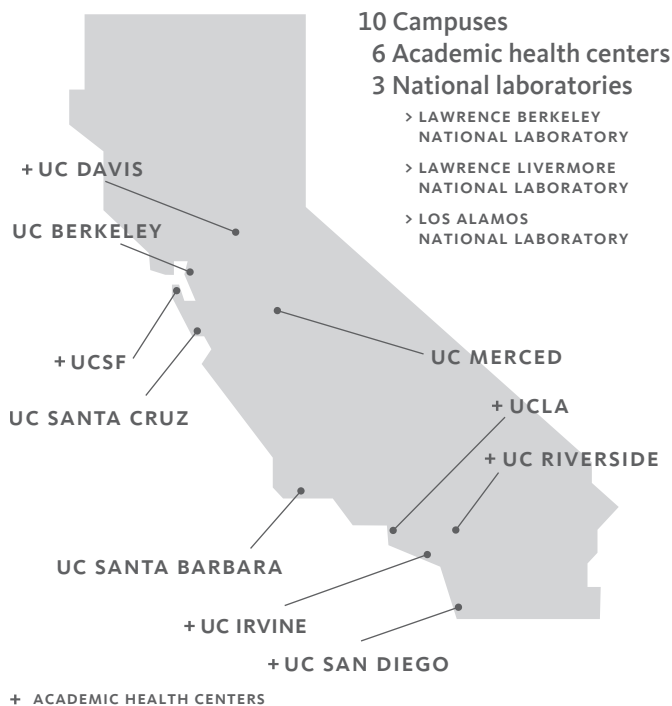 10 Campuses
6 Academic health centers
3 National laboratories
> LAWRENCE BERKELEY
NATIONAL LABORATORY
> LAWRENCE LIVERMORE
NATIONAL LABORATORY
> LOS ALAMOS
NATIONAL LABORATORY
+ UC DAVIS
UC BERKELEY
+ UCSF
UC MERCED
UC SANTA CRUZ
+ UCLA
+ UC RIVERSIDE
UC SANTA BARBARA
+ UC IRVINE
+ UC SAN DIEGO
+ ACADEMIC HEALTH CENTERS